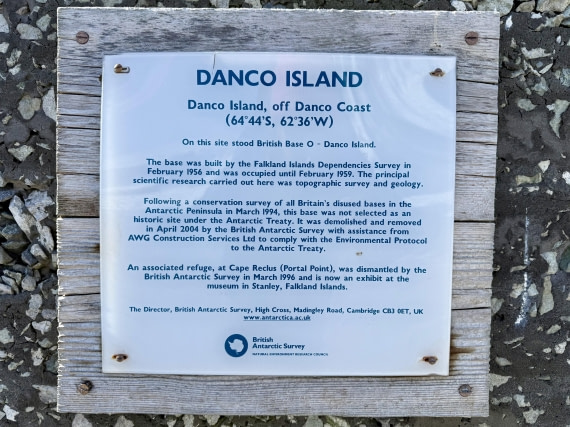 DANCO ISLAND
Danco Island, off Danco Coast
(64°44'S, 62°36'W)
On this site stood British Base O - Danco Island.
The base was built by the Falkland Islands Dependencies Survey in
February 1956 and was occupied until February 1959. The principal
scientific research carried out here was topographic survey and geology.
Following a conservation survey of all Britain's disused bases in the
Antarctic Peninsula in March 1994, this base was not selected as an
historic site under the Antarctic Treaty. It was demolished and removed
in April 2004 by the British Antarctic Survey with assistance from
AWG Construction Services Ltd to comply with the Environmental Protocol
to the Antarctic Treaty.
An associated refuge, at Cape Reclus (Portal Point), was dismantled by the
British Antarctic Survey in March 1996 and is now an exhibit at the
museum in Stanley, Falkland Islands.
The Director, British Antarctic Survey, High Cross, Madingley Road, Cambridge CB3 0ET, UK
www.antarctica.ac.uk
British
Antarctic Survey
NATURAL ENVIRONMENT RESEARCH COUNCIL